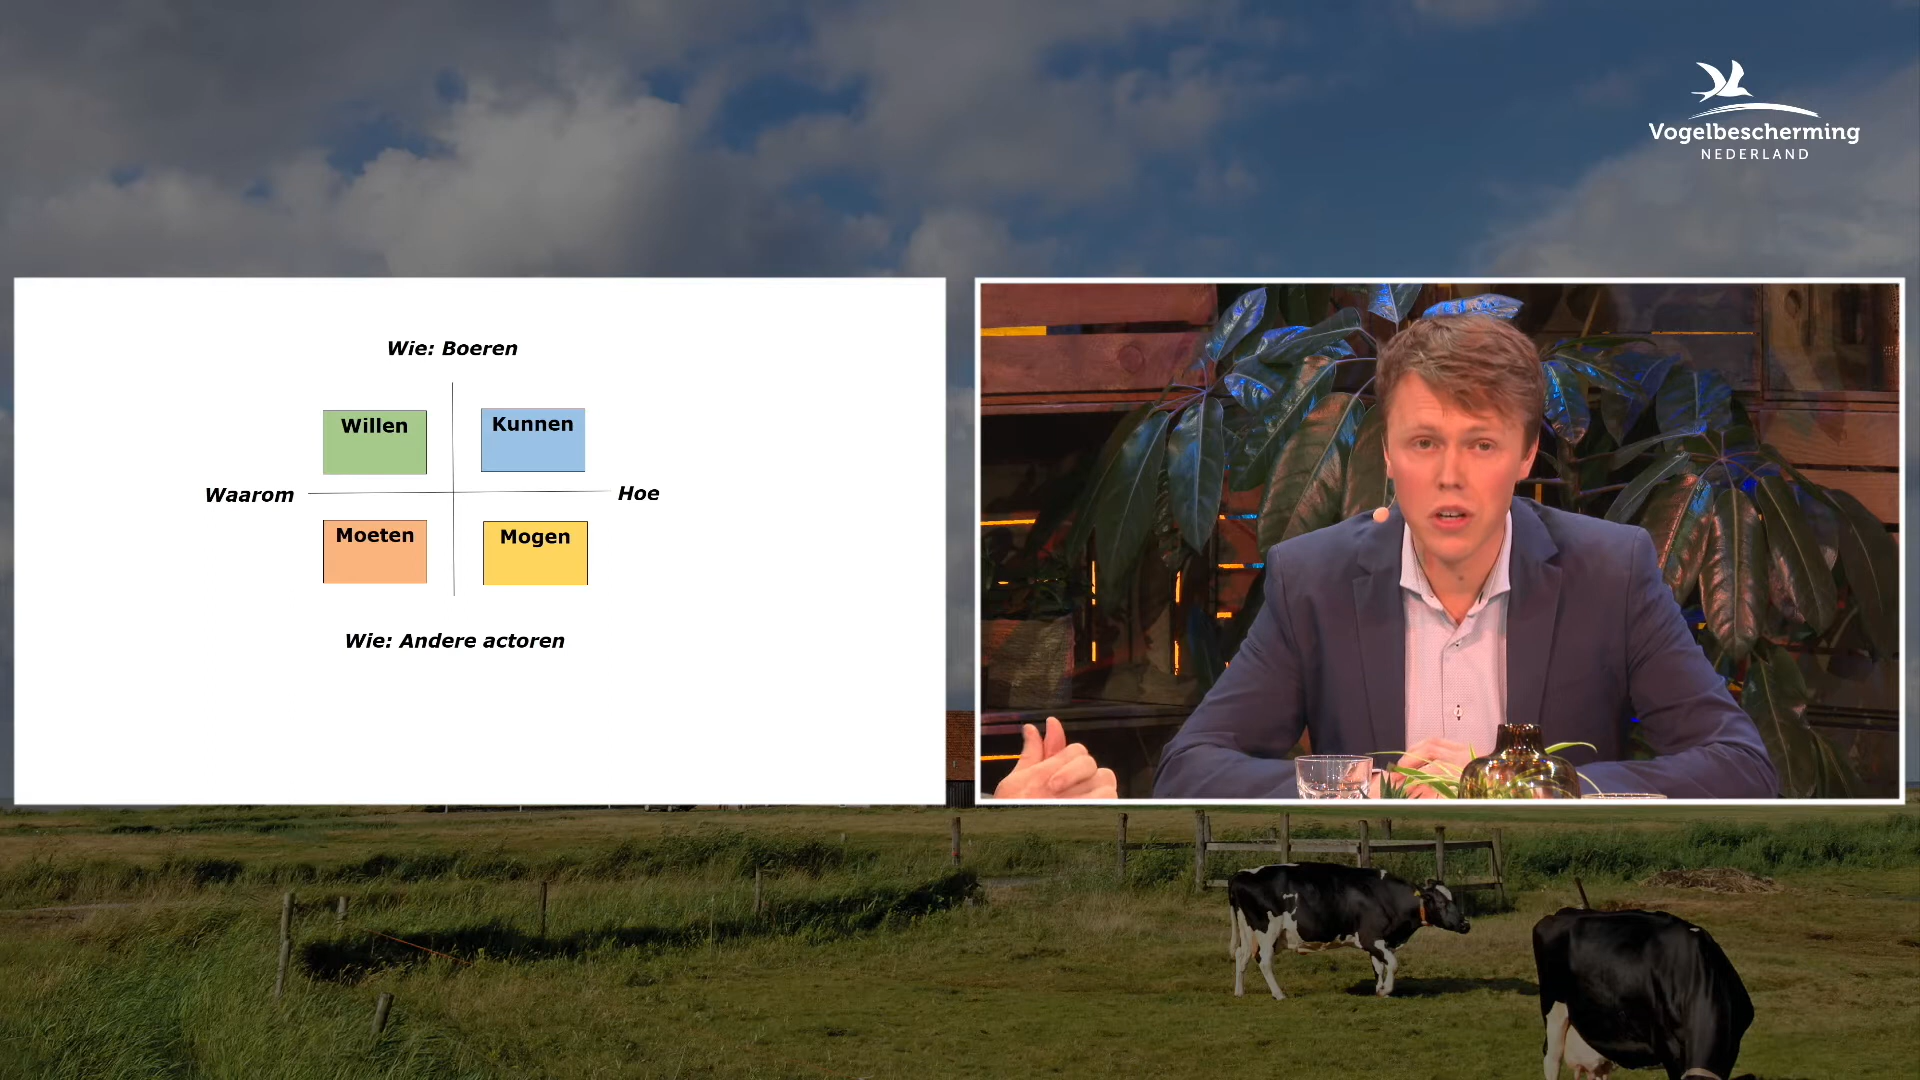 Vogelbescherming
NEDERLAND
Wie: Boeren
Willen
Kunnen
Waarom
Hoe
Moeten
Mogen
Wie: Andere actoren